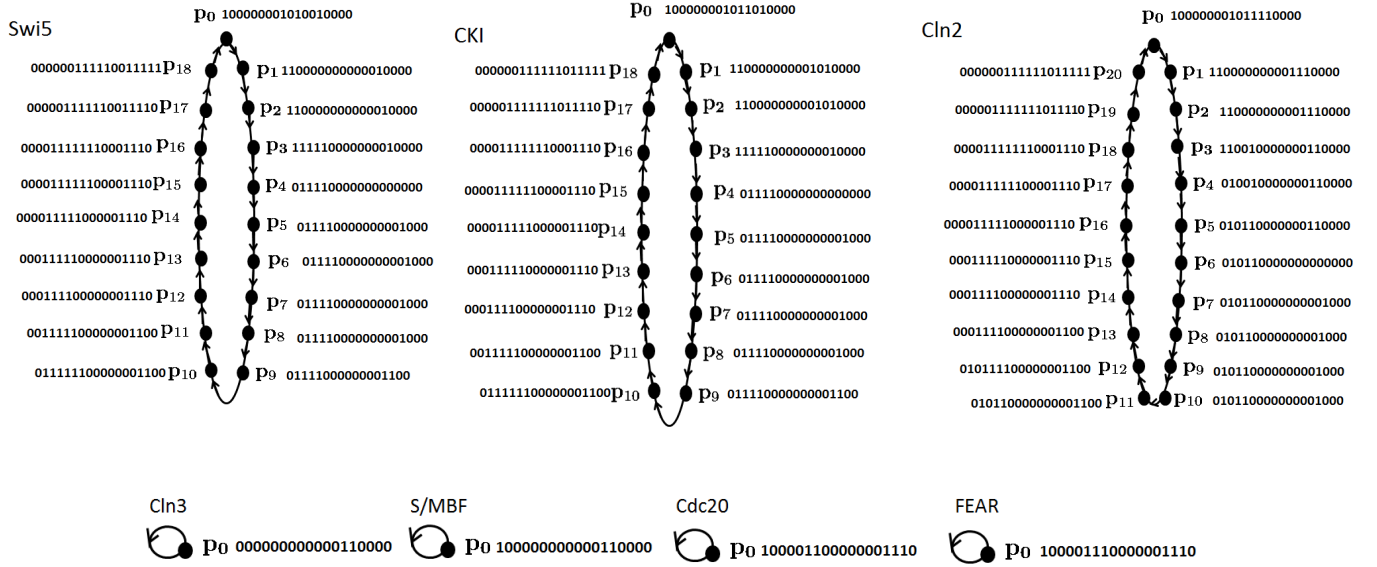 Swi5
p0 100000001010010000
000000111110011111 p18
p1 110000000000010000
000001111110011110 p17
p2 110000000000010000
000011111110001110 p16
p3 111110000000010000
000011111100001110 p15
p4 011110000000000000
000011111000001110 p14
p5 011110000000001000
000111110000001110 p13
p6 011110000000001000
000111100000001110 p12
p7 011110000000001000
001111100000001100 p11
p8 011110000000001000
011111100000001100 p10
p9 011110000000001100
CKI
p0 100000001011010000
000000111111011111 p18
p1 110000000001010000
000001111111011110 p17
p2 110000000001010000
000011111110001110 p16
p3 111110000000010000
000011111100001110 p15
p4 011110000000000000
000011111000001110 p14
p5 011110000000001000
000111110000001110 p13
p6 011110000000001000
000111100000001110 p12
p7 011110000000001000
001111100000001100 p11
p8 011110000000001000
011111100000001100 p10
p9 011110000000001100
Cln2
p0 100000001011110000
000000111111011111 p20
p1 110000000001110000
000001111111011110 p19
p2 110000000001110000
000011111110001110 p18
p3 110010000000110000
000011111100001110 p17
p4 010010000000110000
000011111000001110 p16
p5 010110000000110000
000111110000001110 p15
p6 010110000000000000
000111100000001110 p14
p7 010110000000001000
000111100000001100 p13
p8 010110000000001000
010111100000001100 p12
p9 010110000000001000
010110000000001100 p11
p10 010110000000001000
Cln3
p0 000000000000110000
S/MBF
p0 100000000000110000
Cdc20
p0 100001100000001110
FEAR
p0 100001110000001110